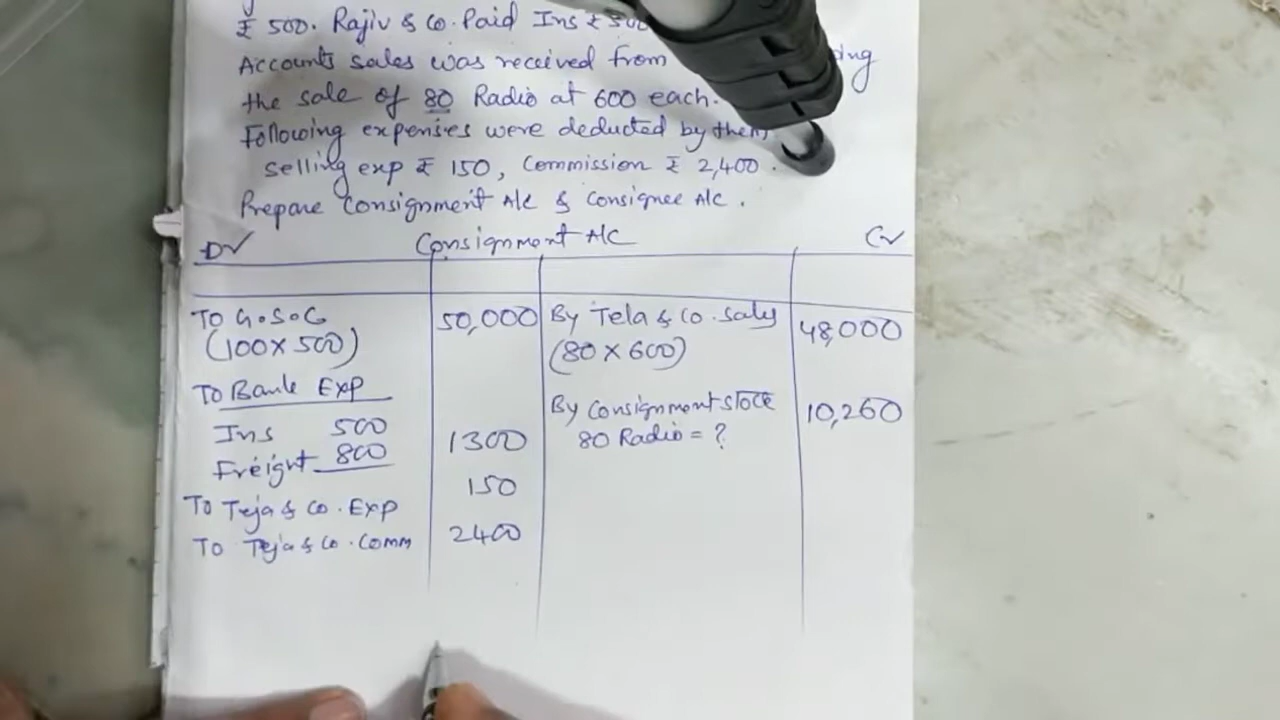 ₹ 500. Rajiv & Co. Paid Ins ₹ 500
Accounts sales was received from
the sale of 80 Radio at 600 each.
Following expenses were deducted by them
selling exp ₹ 150, Commission ₹ 2,400.
Prepare Consignment A/c & Consignee A/c.
Dr Consignment A/c Cr
To G.S.O.C 50,000 By Tela & Co. Sales 48,000
(100 x 500) (80 x 600)
To Bank Exp
By Consignment stock 10,260
Ins 500
80 Radio = ?
Freight 800 1300
To Teja & Co. Exp 150
To Teja & Co. Comm 2400